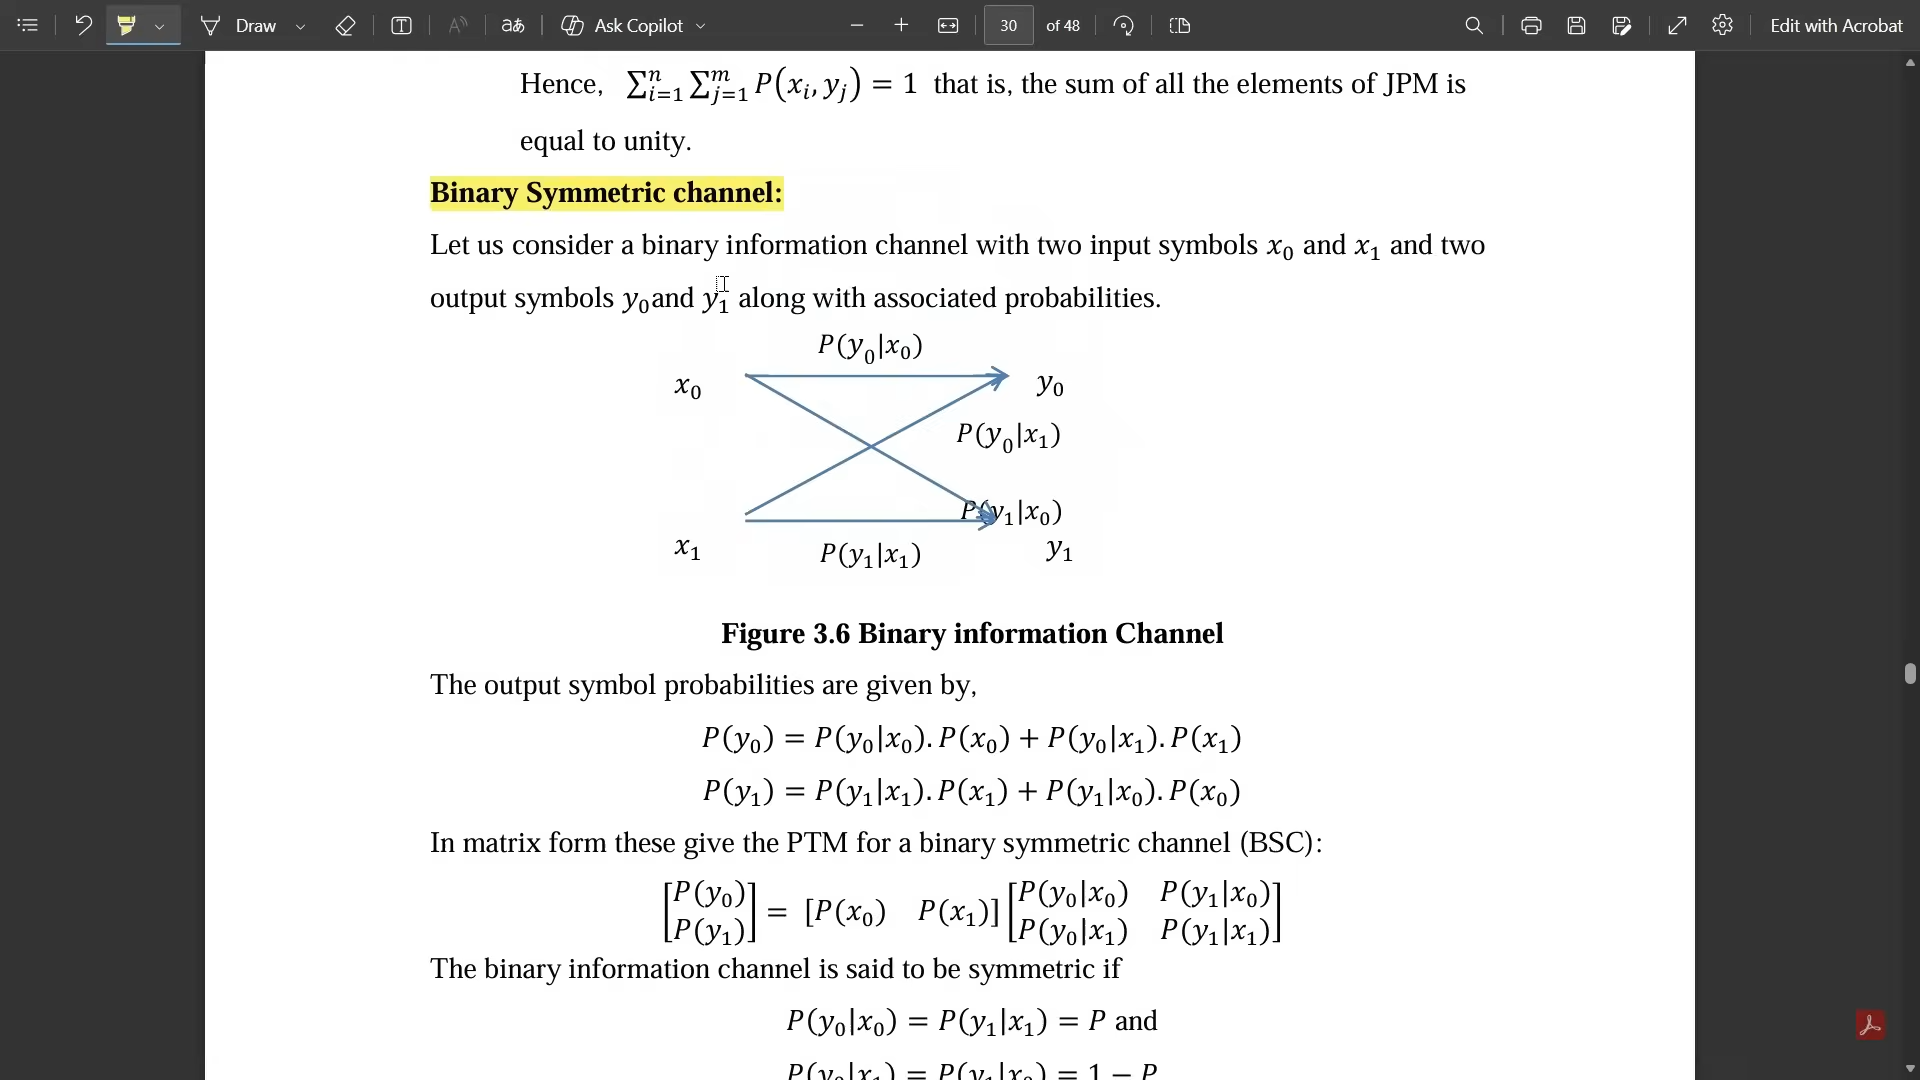 Draw
Ask Copilot
30 of 48
Edit with Acrobat
Hence, ∑ⁿᵢ₌₁ ∑ᵐⱼ₌₁ P(xᵢ, yⱼ) = 1 that is, the sum of all the elements of JPM is
equal to unity.
Binary Symmetric channel:
Let us consider a binary information channel with two input symbols x₀ and x₁ and two
output symbols y₀and y₁ along with associated probabilities.
P(y₀|x₀)
x₀ y₀
P(y₀|x₁)
P(y₁|x₀)
x₁ P(y₁|x₁) y₁
Figure 3.6 Binary information Channel
The output symbol probabilities are given by,
P(y₀) = P(y₀|x₀). P(x₀) + P(y₀|x₁). P(x₁)
P(y₁) = P(y₁|x₁). P(x₁) + P(y₁|x₀). P(x₀)
In matrix form these give the PTM for a binary symmetric channel (BSC):
[P(y₀)] = [P(x₀) P(x₁)] [P(y₀|x₀) P(y₁|x₀)]
[P(y₁)] [P(y₀|x₁) P(y₁|x₁)]
The binary information channel is said to be symmetric if
P(y₀|x₀) = P(y₁|x₁) = P and
P(y₀|x₁) = P(y₁|x₀) = 1 − P